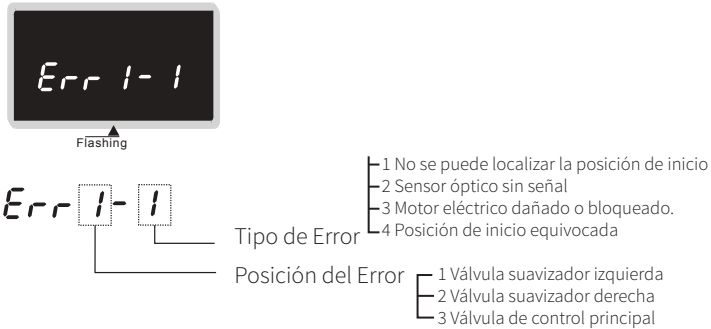 Err 1-1
Flashing
Err 1-1
1 No se puede localizar la posición de inicio
2 Sensor óptico sin señal
3 Motor eléctrico dañado o bloqueado.
4 Posición de inicio equivocada
Tipo de Error
Posición del Error
1 Válvula suavizador izquierda
2 Válvula suavizador derecha
3 Válvula de control principal